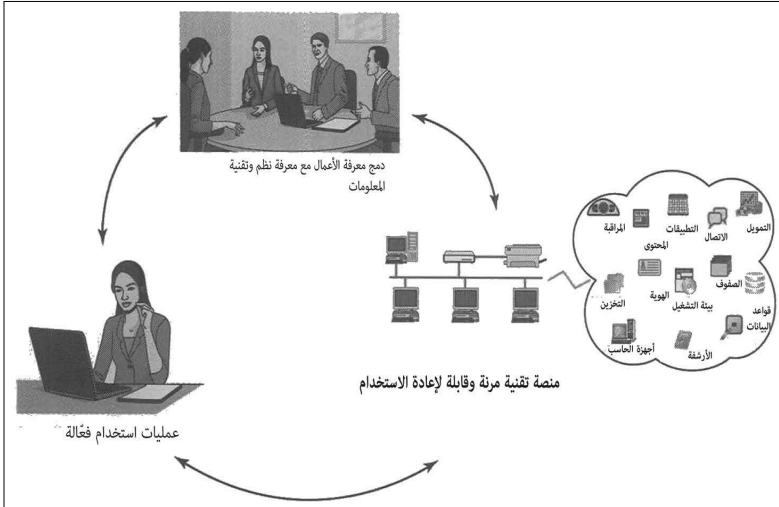 دمج معرفة الأعمال مع معرفة نظم وتقنية
المعلومات
التمويل
الاتصال
التطبيقات
المحتوى
المراقبة
الصفوف
بيئة التشغيل
الهوية
التخزين
قواعد
البيانات
الأرشفة
أجهزة الحاسب
منصة تقنية مرنة وقابلة لإعادة الاستخدام
عمليات استخدام فعّالة